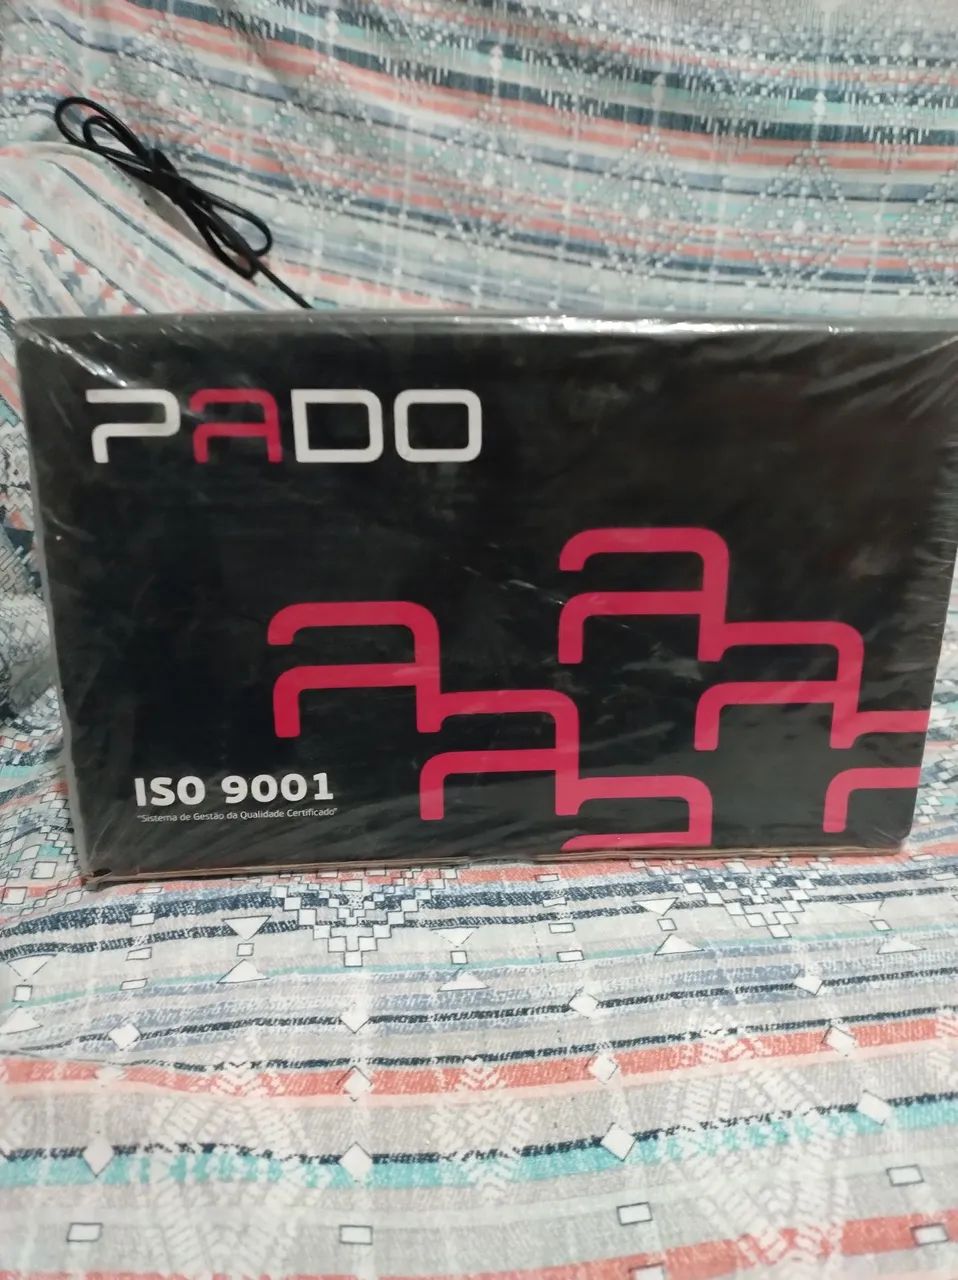 PADO
ISO 9001
"Sistema de Gestão da Qualidade Certificado"